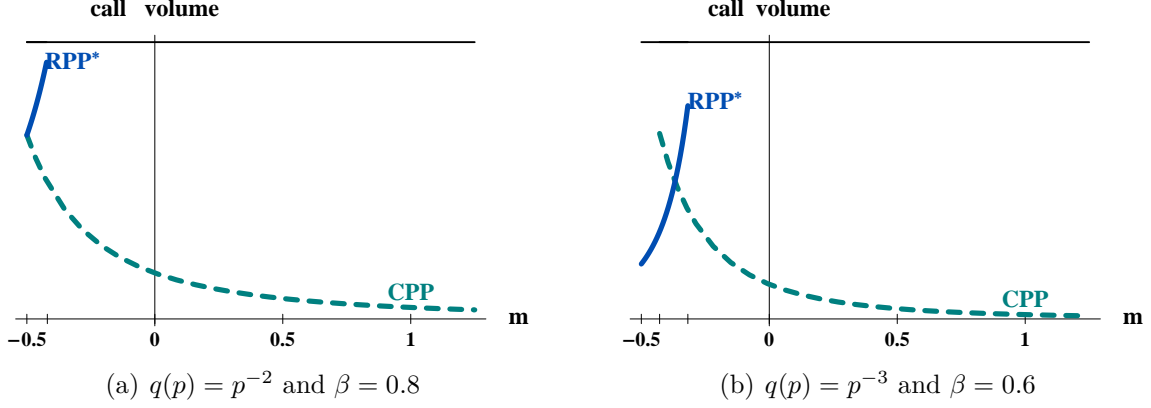 call volume
RPP*
CPP
m
−0.5 0 0.5 1
(a) q(p) = p⁻² and β = 0.8
call volume
RPP*
CPP
m
−0.5 0 0.5 1
(b) q(p) = p⁻³ and β = 0.6